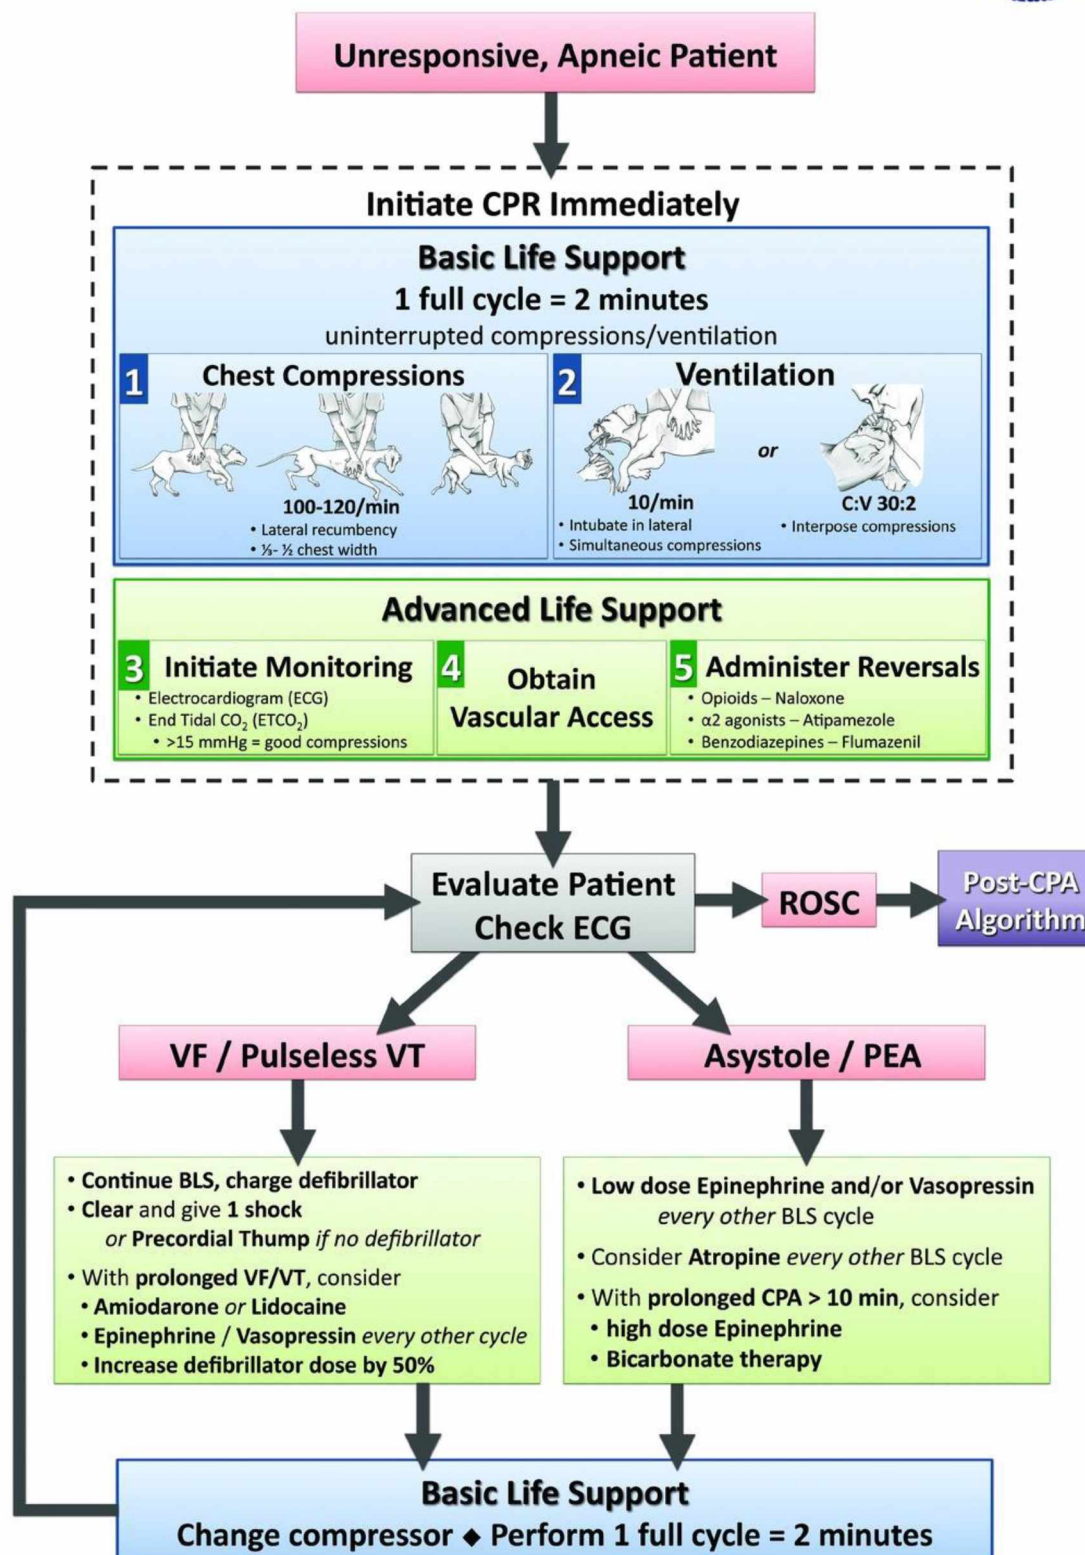 Unresponsive, Apneic Patient
Initiate CPR Immediately
Basic Life Support
1 full cycle = 2 minutes
uninterrupted compressions/ventilation
1 Chest Compressions
100-120/min
• Lateral recumbency
• ⅓- ½ chest width
2 Ventilation
or
10/min
• Intubate in lateral
• Simultaneous compressions
C:V 30:2
• Interpose compressions
Advanced Life Support
3 Initiate Monitoring
• Electrocardiogram (ECG)
• End Tidal CO₂ (ETCO₂)
• >15 mmHg = good compressions
4 Obtain
Vascular Access
5 Administer Reversals
• Opioids – Naloxone
• α2 agonists – Atipamezole
• Benzodiazepines – Flumazenil
Evaluate Patient
Check ECG
ROSC
Post-CPA
Algorithm
VF / Pulseless VT
• Continue BLS, charge defibrillator
• Clear and give 1 shock
or Precordial Thump if no defibrillator
• With prolonged VF/VT, consider
• Amiodarone or Lidocaine
• Epinephrine / Vasopressin every other cycle
• Increase defibrillator dose by 50%
Asystole / PEA
• Low dose Epinephrine and/or Vasopressin
every other BLS cycle
• Consider Atropine every other BLS cycle
• With prolonged CPA > 10 min, consider
• high dose Epinephrine
• Bicarbonate therapy
Basic Life Support
Change compressor ◆ Perform 1 full cycle = 2 minutes